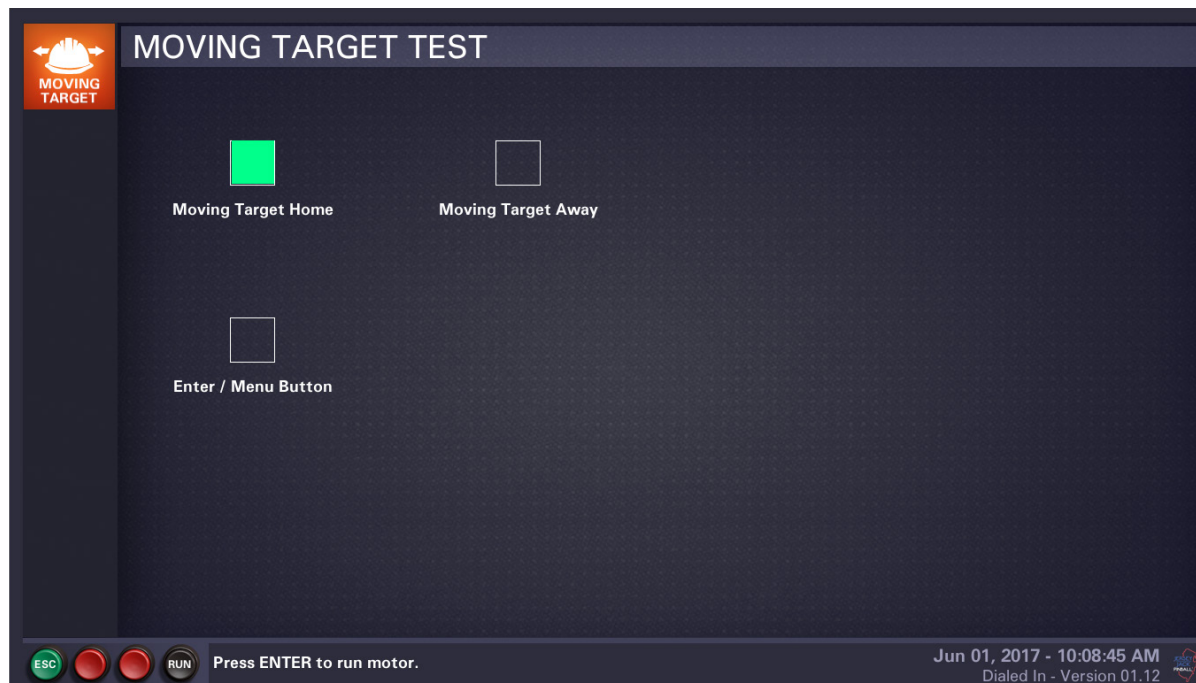 MOVING TARGET TEST
MOVING
TARGET
Moving Target Home
Moving Target Away
Enter / Menu Button
ESC
RUN
Press ENTER to run motor.
Jun 01, 2017 - 10:08:45 AM
Dialed In - Version 01.12